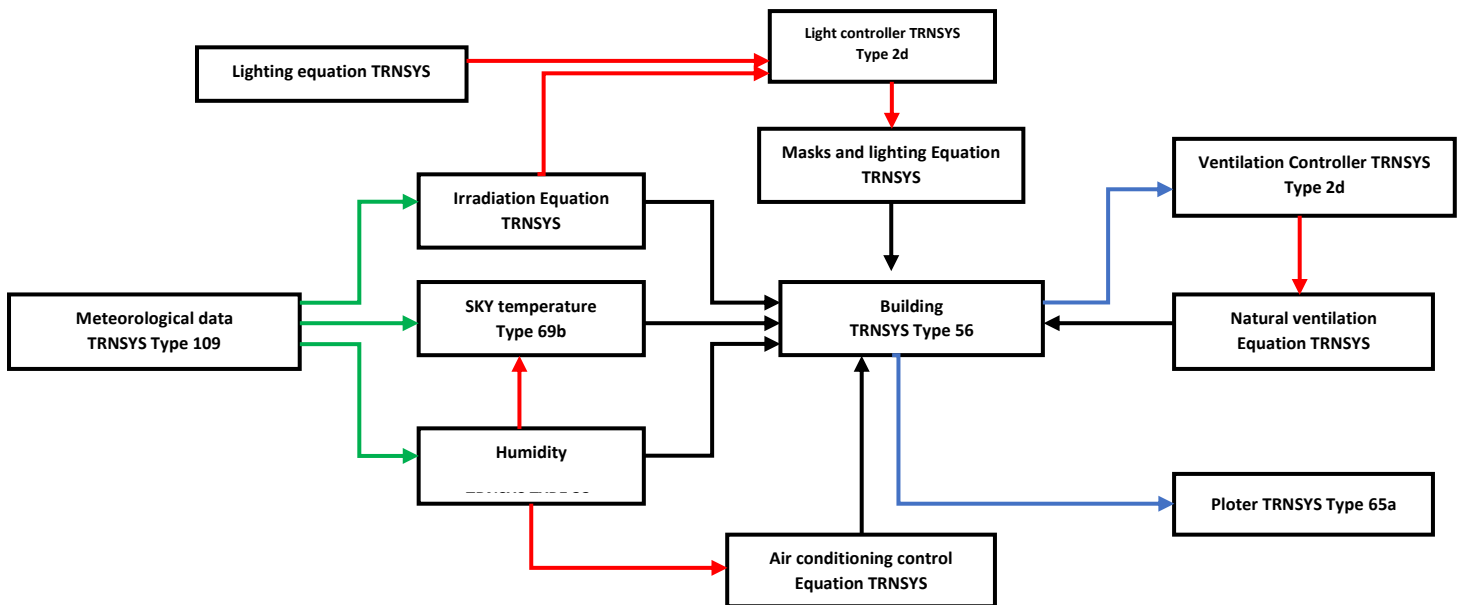 Light controller TRNSYS
Type 2d
Lighting equation TRNSYS
Masks and lighting Equation
TRNSYS
Ventilation Controller TRNSYS
Type 2d
Irradiation Equation
TRNSYS
Meteorological data
TRNSYS Type 109
SKY temperature
Type 69b
Building
TRNSYS Type 56
Natural ventilation
Equation TRNSYS
Humidity
Ploter TRNSYS Type 65a
Air conditioning control
Equation TRNSYS